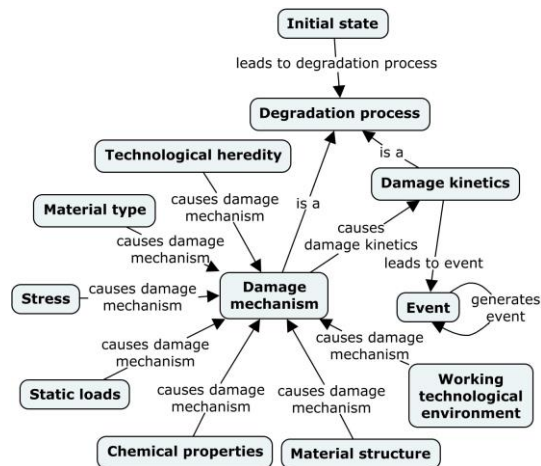 Initial state
leads to degradation process
Degradation process
Technological heredity
is a
Damage kinetics
causes damage
mechanism
is a
Material type
causes
damage kinetics
causes damage
mechanism
leads to event
Damage
mechanism
Stress
causes damage
mechanism
Event
generates
event
causes damage
mechanism
causes damage
mechanism
Static loads
causes damage
mechanism
causes damage
mechanism
Working
technological
environment
Chemical properties
Material structure